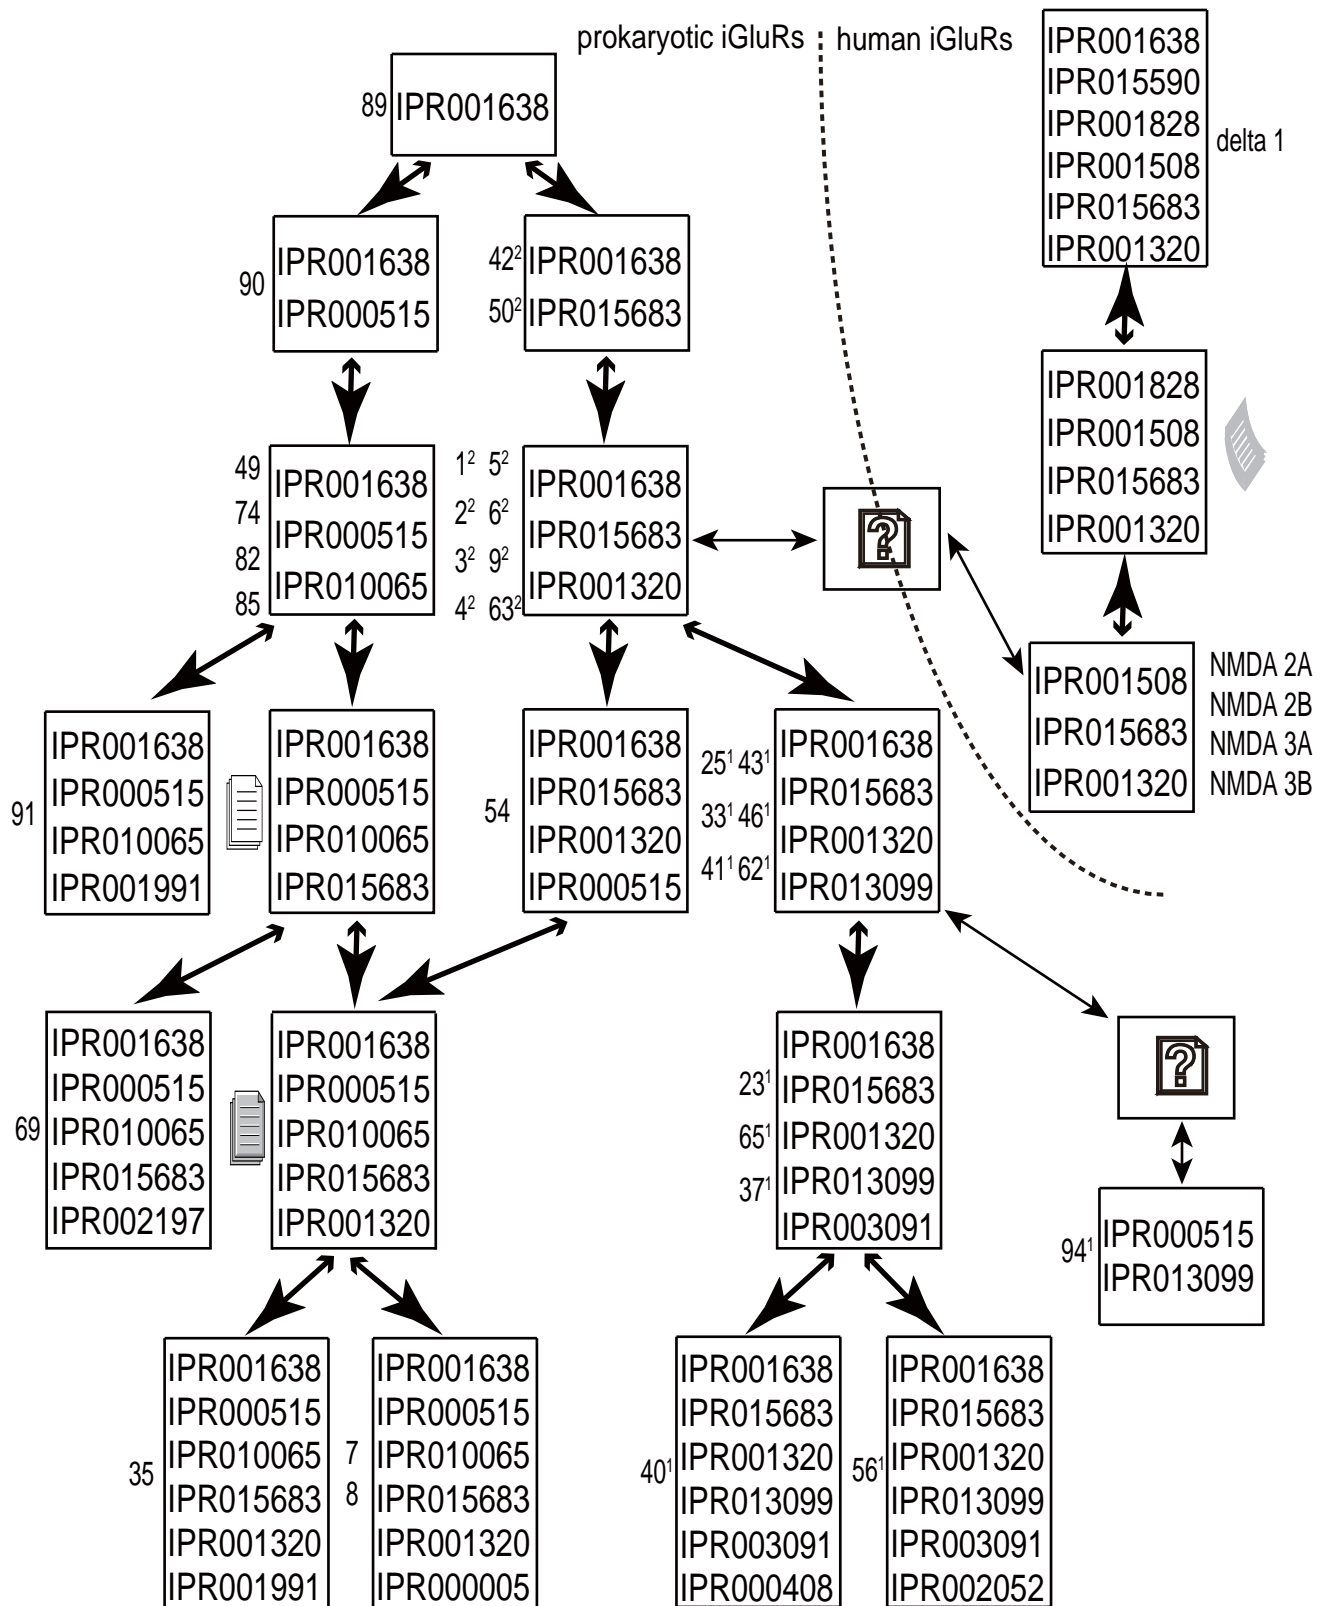 prokaryotic iGluRs
human iGluRs
89
IPR001638
90
IPR001638
IPR000515
42²
50²
IPR001638
IPR015683
49
74
82
85
IPR001638
IPR000515
IPR010065
1² 5²
2² 6²
3² 9²
4² 63²
IPR001638
IPR015683
IPR001320
?
IPR001638
IPR015590
IPR001828
IPR001508
IPR015683
IPR001320
delta 1
IPR001828
IPR001508
IPR015683
IPR001320
IPR001508
IPR015683
IPR001320
NMDA 2A
NMDA 2B
NMDA 3A
NMDA 3B
91
IPR001638
IPR000515
IPR010065
IPR001991
IPR001638
IPR000515
IPR010065
IPR015683
54
IPR001638
IPR015683
IPR001320
IPR000515
25¹ 43¹
33¹ 46¹
41¹ 62¹
IPR001638
IPR015683
IPR001320
IPR013099
69
IPR001638
IPR000515
IPR010065
IPR015683
IPR002197
IPR001638
IPR000515
IPR010065
IPR015683
IPR001320
23¹
65¹
37¹
IPR001638
IPR015683
IPR001320
IPR013099
IPR003091
?
94¹
IPR000515
IPR013099
35
IPR001638
IPR000515
IPR010065
IPR015683
IPR001320
IPR001991
7
8
IPR001638
IPR000515
IPR010065
IPR015683
IPR001320
IPR000005
40¹
IPR001638
IPR015683
IPR001320
IPR013099
IPR003091
IPR000408
56¹
IPR001638
IPR015683
IPR001320
IPR013099
IPR003091
IPR002052